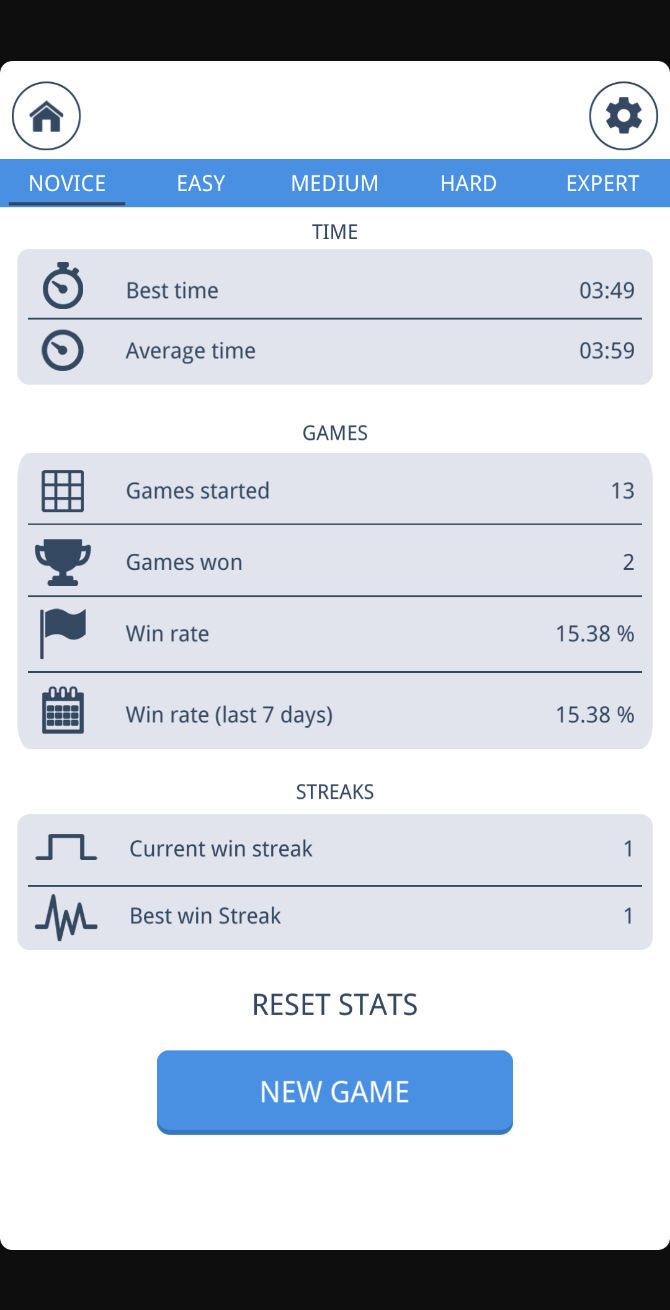 NOVICE EASY MEDIUM HARD EXPERT
TIME
Best time 03:49
Average time 03:59
GAMES
Games started 13
Games won 2
Win rate 15.38 %
Win rate (last 7 days) 15.38 %
STREAKS
Current win streak 1
Best win Streak 1
RESET STATS
NEW GAME